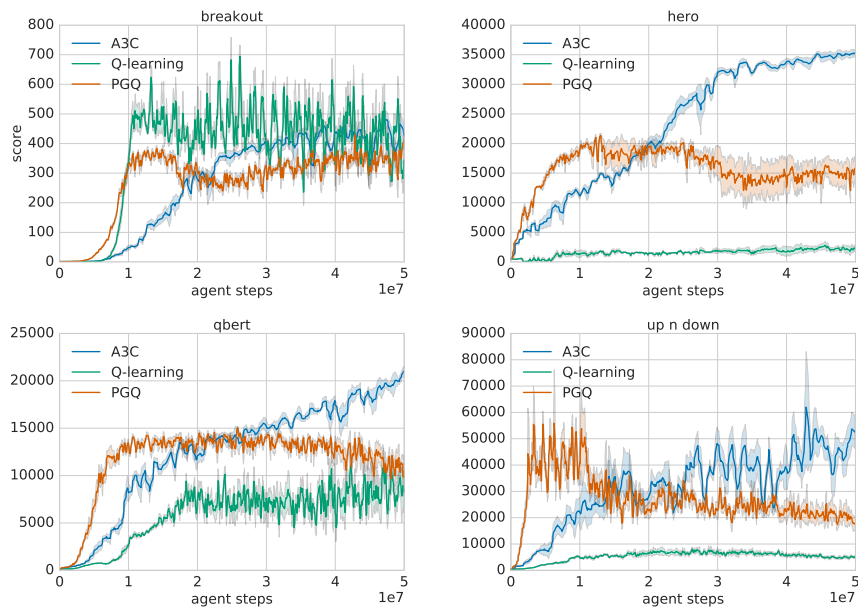 breakout
800
700
600
500
400
300
200
100
0
score
A3C
Q-learning
PGQ
0 1 2 3 4 5
agent steps
1e7
hero
40000
35000
30000
25000
20000
15000
10000
5000
0
A3C
Q-learning
PGQ
0 1 2 3 4 5
agent steps
1e7
qbert
25000
20000
15000
10000
5000
0
A3C
Q-learning
PGQ
0 1 2 3 4 5
agent steps
1e7
up n down
90000
80000
70000
60000
50000
40000
30000
20000
10000
0
A3C
Q-learning
PGQ
0 1 2 3 4 5
agent steps
1e7